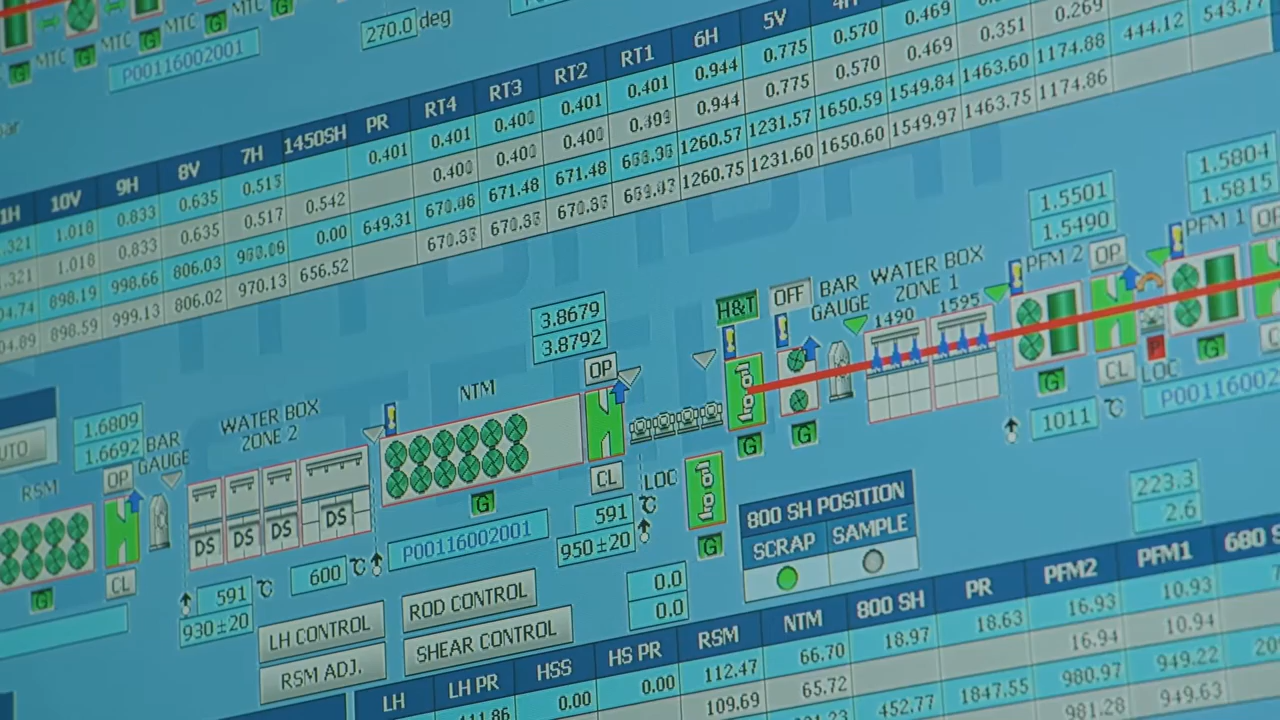 MTC MTC MTC MTC
P00116002001
270.0 deg
10V 9H 8V 7H 1450SH PR RT4 RT3 RT2 RT1 6H 5V
1.018 0.833 0.635 0.515 0.401 0.401 0.400 0.401 0.401 0.944 0.775 0.570 0.469
1.018 0.833 0.635 0.517 0.542 0.400 0.400 0.400 0.944 0.775 0.570 0.469 0.351 0.269
898.19 998.66 806.03 0.00 649.31 671.48 671.48 1260.57 1231.57 1650.59 1549.84 1463.60 1174.88 444.12
898.59 999.13 806.02 970.13 656.52 1260.75 1231.60 1650.60 1549.97 1463.75 1174.86
1.5804
1.5815
1.5501
1.5490
PFM 1
PFM 2
OP
H&T
OFF
BAR GAUGE
WATER BOX
ZONE 1
1490 1595
3.8679
3.8792
OP
NTM
G
CL
LOC
P00116002
1011 °C
1.6809
1.6692
BAR
GAUGE
WATER BOX
ZONE 2
RSM
OP
DS DS DS DS
G
CL
LOC
P00116002001
591 °C
950±20
600 °C
591 °C
930±20
223.3
2.6
800 SH POSITION
SCRAP SAMPLE
0.0
0.0
LH CONTROL
ROD CONTROL
RSM ADJ.
SHEAR CONTROL
LH LH PR HSS HS PR RSM NTM 800 SH PR PFM2 PFM1
0.00 0.00 112.47 66.70 18.97 18.63 16.93 10.93
109.69 65.72 16.94 10.94
452.77 1847.55 980.97 949.22
981.28 949.63